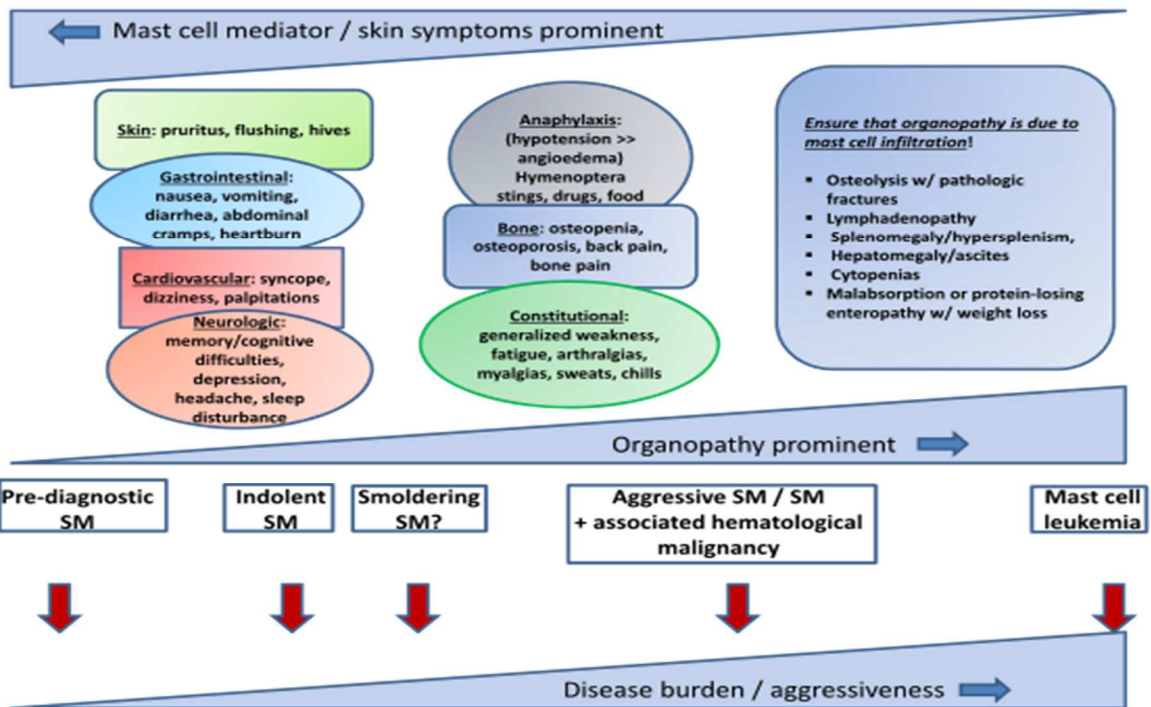 Mast cell mediator / skin symptoms prominent
Skin: pruritus, flushing, hives
Gastrointestinal:
nausea, vomiting,
diarrhea, abdominal
cramps, heartburn
Cardiovascular: syncope,
dizziness, palpitations
Neurologic:
memory/cognitive
difficulties,
depression,
headache, sleep
disturbance
Anaphylaxis:
(hypotension >>
angioedema)
Hymenoptera
stings, drugs, food
Bone: osteopenia,
osteoporosis, back pain,
bone pain
Constitutional:
generalized weakness,
fatigue, arthralgias,
myalgias, sweats, chills
Ensure that organopathy is due to
mast cell infiltration!
▪ Osteolysis w/ pathologic
fractures
▪ Lymphadenopathy
▪ Splenomegaly/hypersplenism,
▪ Hepatomegaly/ascites
▪ Cytopenias
▪ Malabsorption or protein-losing
enteropathy w/ weight loss
Organopathy prominent
Pre-diagnostic
SM
Indolent
SM
Smoldering
SM?
Aggressive SM / SM
+ associated hematological
malignancy
Mast cell
leukemia
Disease burden / aggressiveness